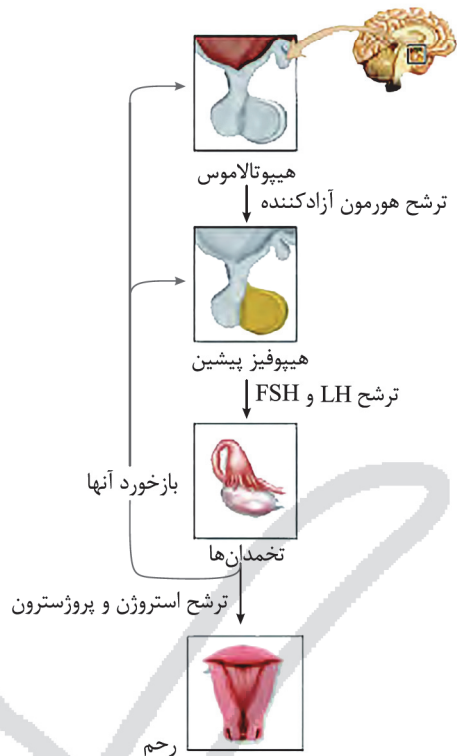 هیپوتالاموس
ترشح هورمون آزادکننده
هیپوفیز پیشین
ترشح LH و FSH
بازخورد آنها
تخمدان‌ها
ترشح استروژن و پروژسترون
رحم